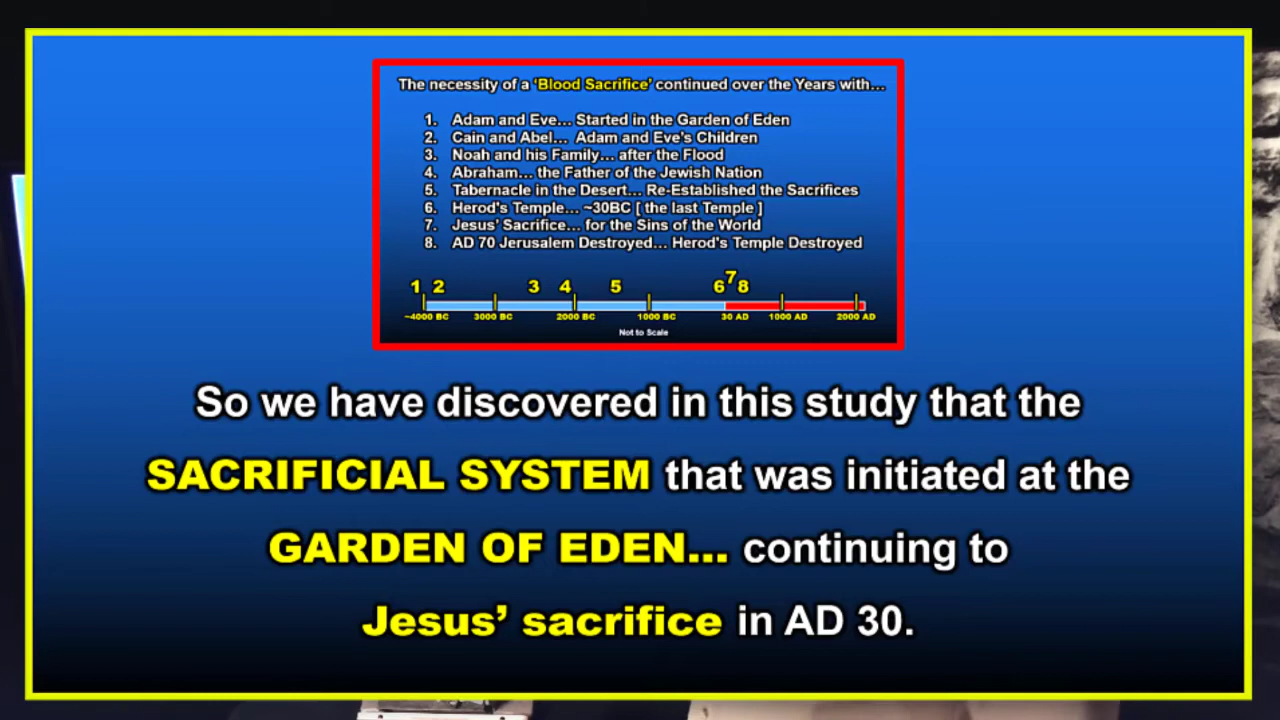 The necessity of a ‘Blood Sacrifice’ continued over the Years with...
1. Adam and Eve... Started in the Garden of Eden
2. Cain and Abel... Adam and Eve's Children
3. Noah and his Family... after the Flood
4. Abraham... the Father of the Jewish Nation
5. Tabernacle in the Desert... Re-Established the Sacrifices
6. Herod's Temple... ~30BC [ the last Temple ]
7. Jesus’ Sacrifice... for the Sins of the World
8. AD 70 Jerusalem Destroyed... Herod's Temple Destroyed
1 2 3 4 5 6 7 8
~4000 BC 3000 BC 2000 BC 1000 BC 30 AD 1000 AD 2000 AD
Not to Scale
So we have discovered in this study that the
SACRIFICIAL SYSTEM that was initiated at the
GARDEN OF EDEN... continuing to
Jesus’ sacrifice in AD 30.